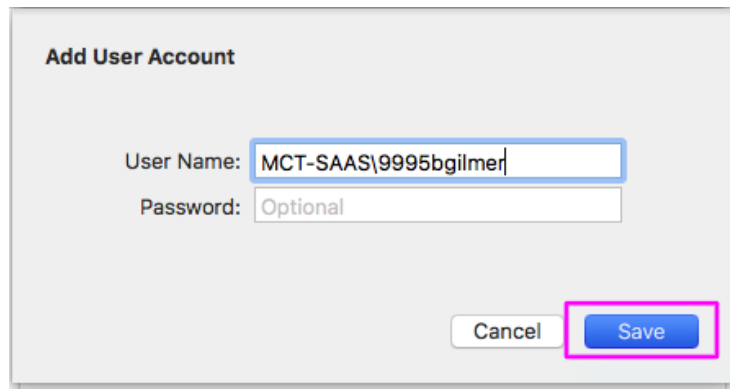 Add User Account
User Name: MCT-SAAS\9995bgilmer
Password: Optional
Cancel Save